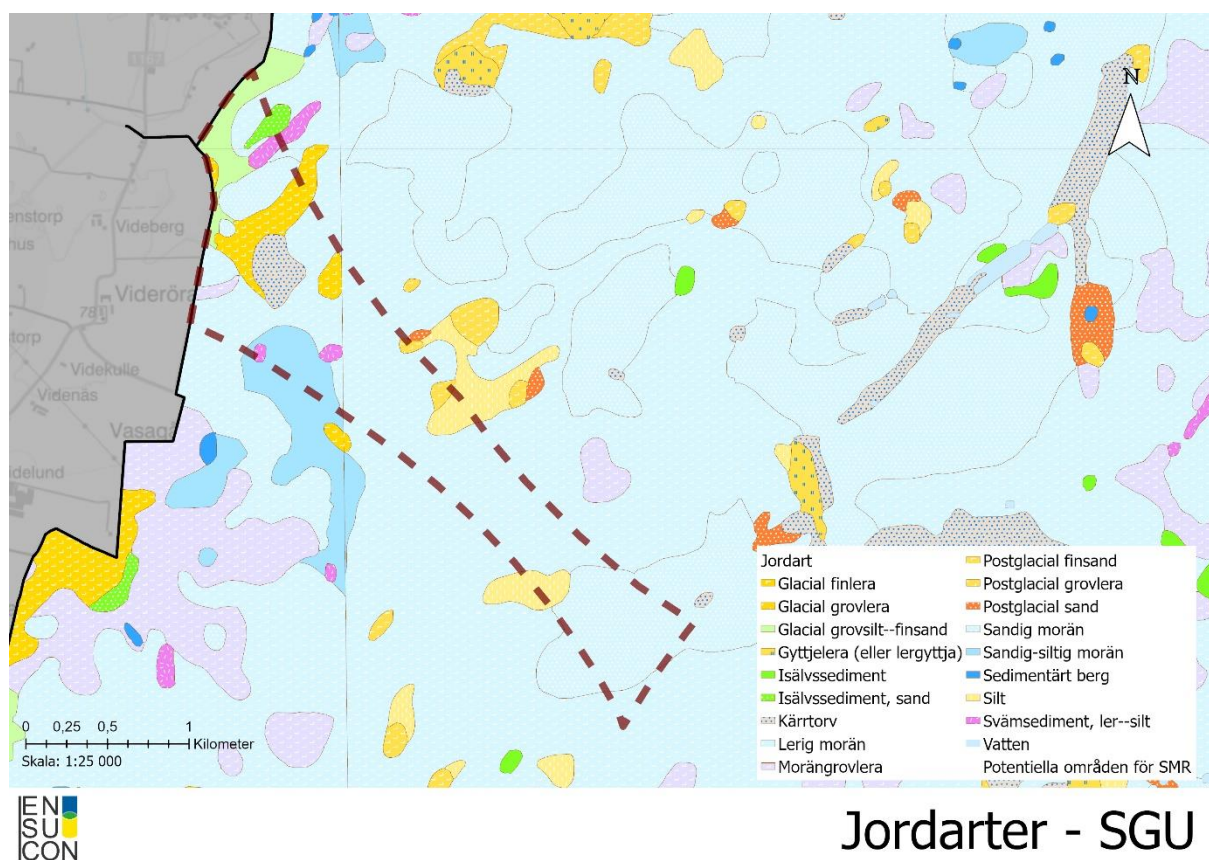 1157
Videberg
Videröra
78
Videkulle
Videnäs
N
0 0,25 0,5 1
Kilometer
Skala: 1:25 000
Jordart
Glacial finlera
Glacial grovlera
Glacial grovsilt--finsand
Gyttjelera (eller lergyttja)
Isälvssediment
Isälvssediment, sand
Kärrtorv
Lerig morän
Morängrovlera
Postglacial finsand
Postglacial grovlera
Postglacial sand
Sandig morän
Sandig-siltig morän
Sedimentärt berg
Silt
Svämsediment, ler--silt
Vatten
Potentiella områden för SMR
EN
SU
CON
Jordarter - SGU